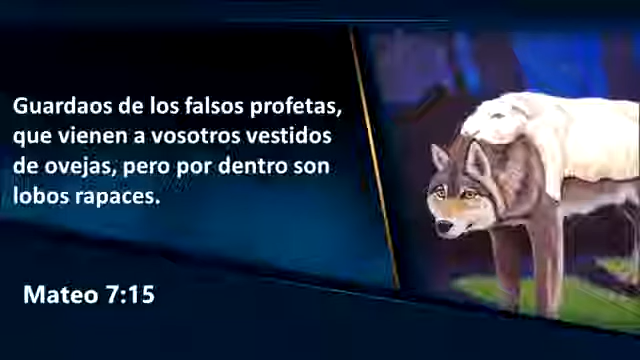 Guardaos de los falsos profetas,
que vienen a vosotros vestidos
de ovejas, pero por dentro son
lobos rapaces.
Mateo 7:15